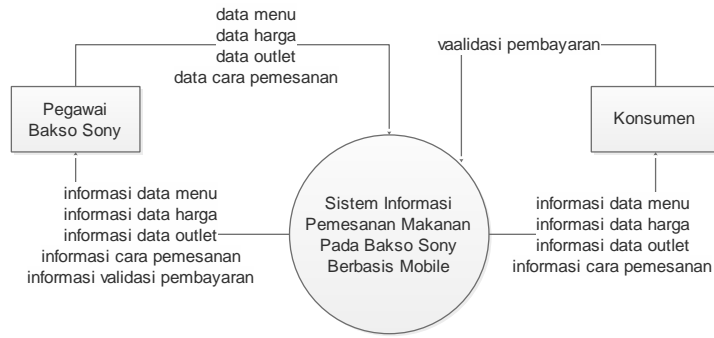 data menu
data harga
data outlet
data cara pemesanan
vaalidasi pembayaran
Pegawai
Bakso Sony
Konsumen
informasi data menu
informasi data harga
informasi data outlet
informasi cara pemesanan
informasi validasi pembayaran
Sistem Informasi
Pemesanan Makanan
Pada Bakso Sony
Berbasis Mobile
informasi data menu
informasi data harga
informasi data outlet
informasi cara pemesanan